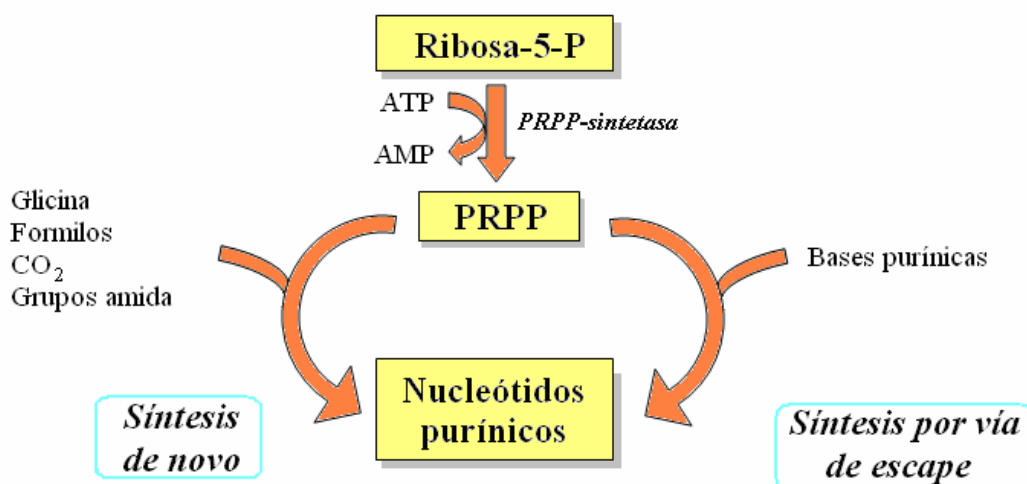 Ribosa-5-P
ATP
PRPP-sintetasa
AMP
Glicina
Formilos
CO2
Grupos amida
PRPP
Bases purínicas
Nucleótidos
purínicos
Síntesis
de novo
Síntesis por vía
de escape